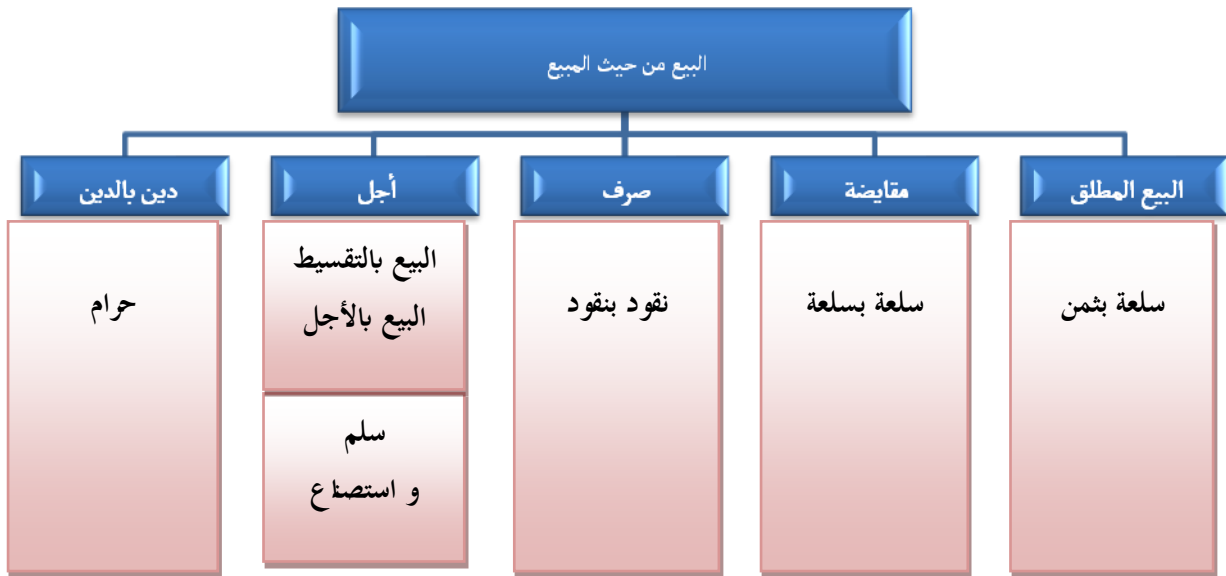 البيع من حيث المبيع
البيع المطلق
مقايضة
صرف
أجل
دين بالدين
سلعة بثمن
سلعة بسلعة
نقود بنقود
البيع بالتقسيط
البيع بالأجل
سلم
و استصناع
حرام